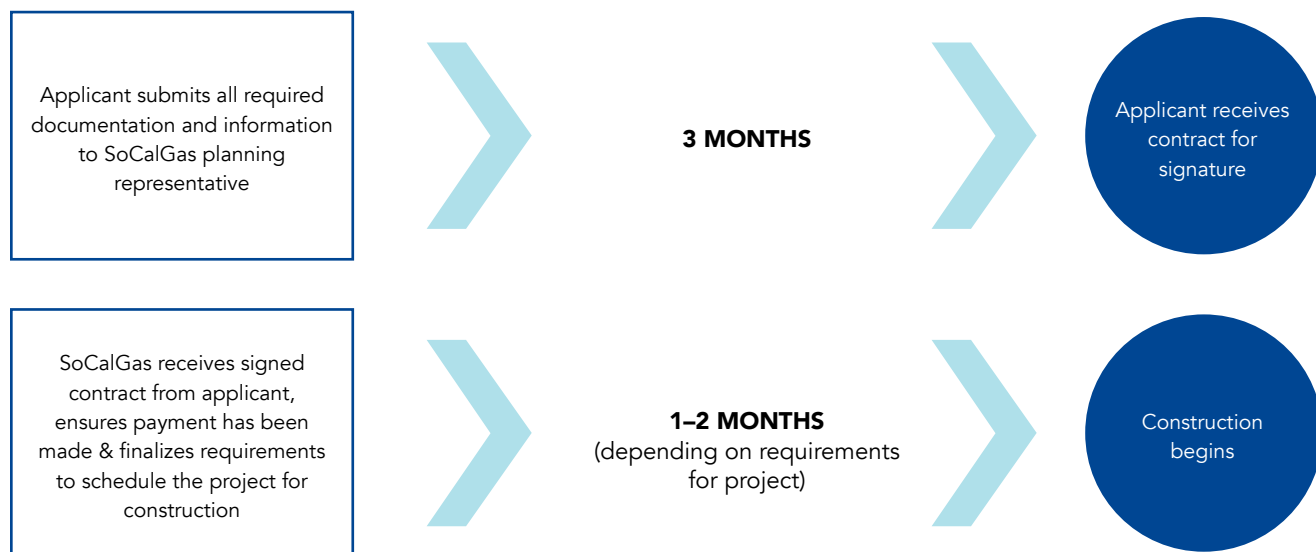 Applicant submits all required
documentation and information
to SoCalGas planning
representative
3 MONTHS
Applicant receives
contract for
signature
SoCalGas receives signed
contract from applicant,
ensures payment has been
made & finalizes requirements
to schedule the project for
construction
1–2 MONTHS
(depending on requirements
for project)
Construction
begins